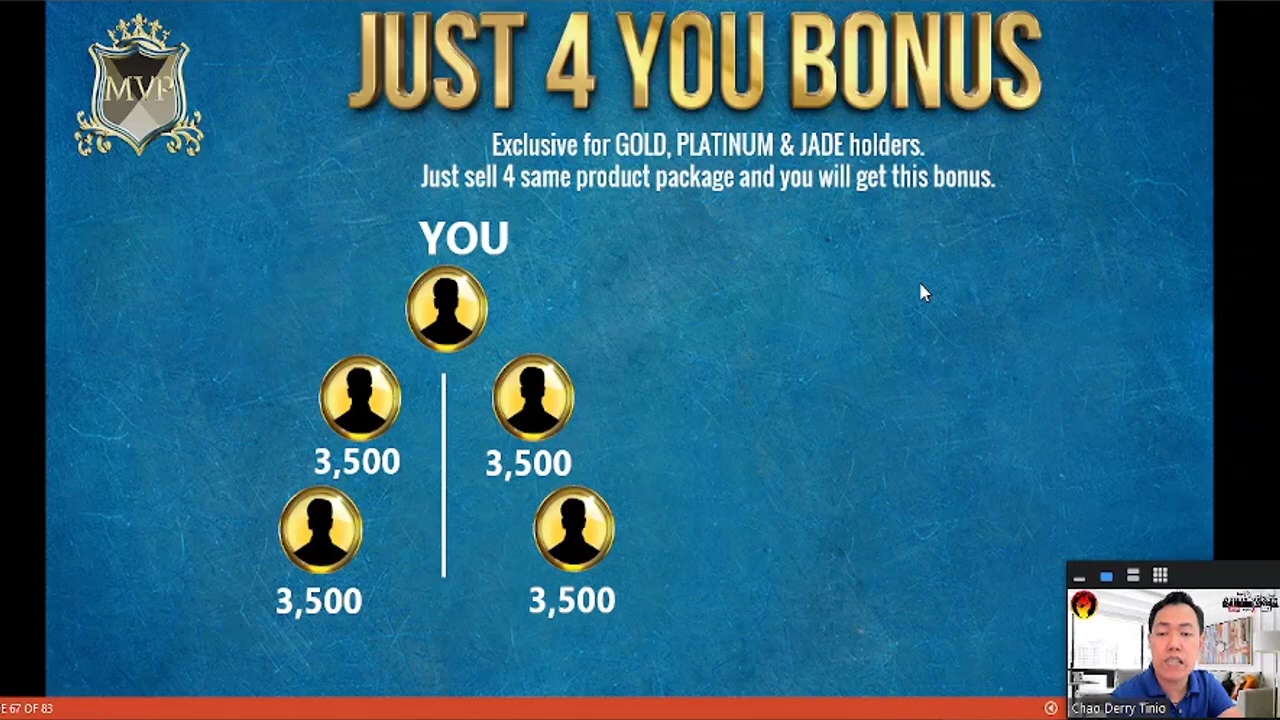 MVP
JUST 4 YOU BONUS
Exclusive for GOLD, PLATINUM & JADE holders.
Just sell 4 same product package and you will get this bonus.
YOU
3,500
3,500
3,500
3,500
E 67 OF 83
Chao Derry Tinio